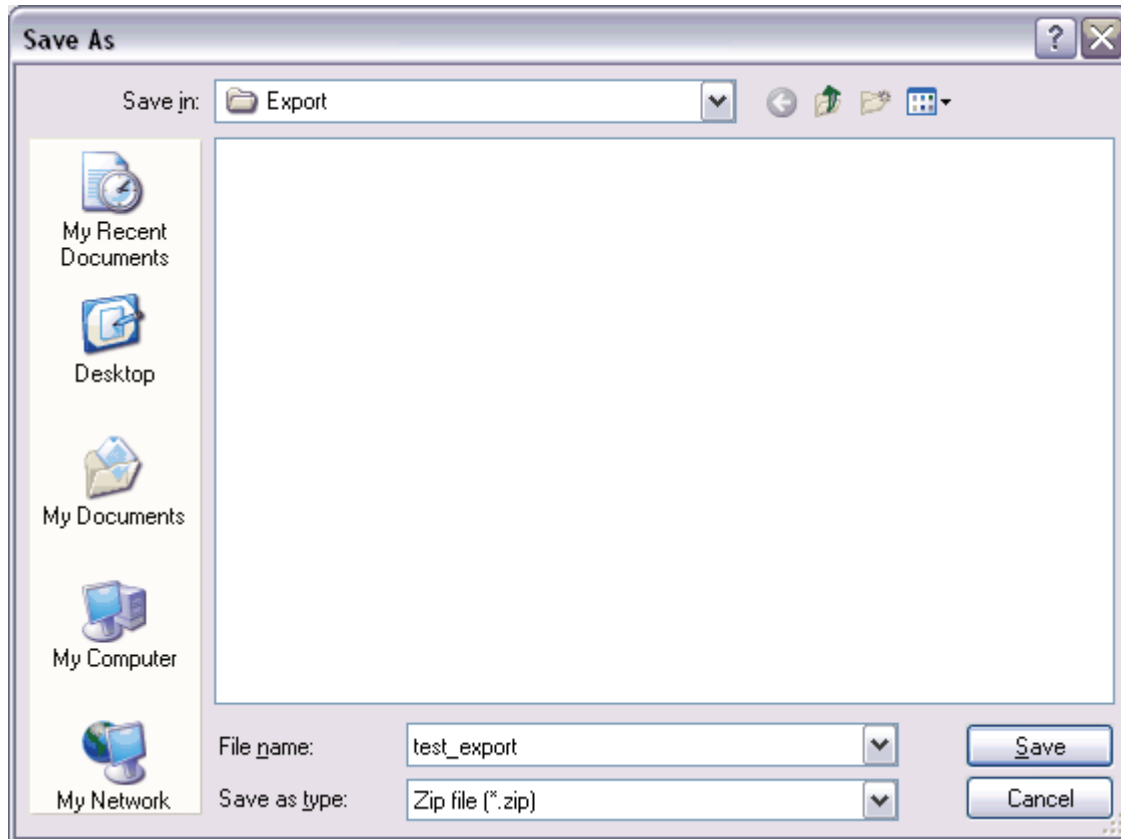 Save As
Save in:
Export
My Recent
Documents
Desktop
My Documents
My Computer
My Network
File name:
test_export
Save
Save as type:
Zip file (*.zip)
Cancel